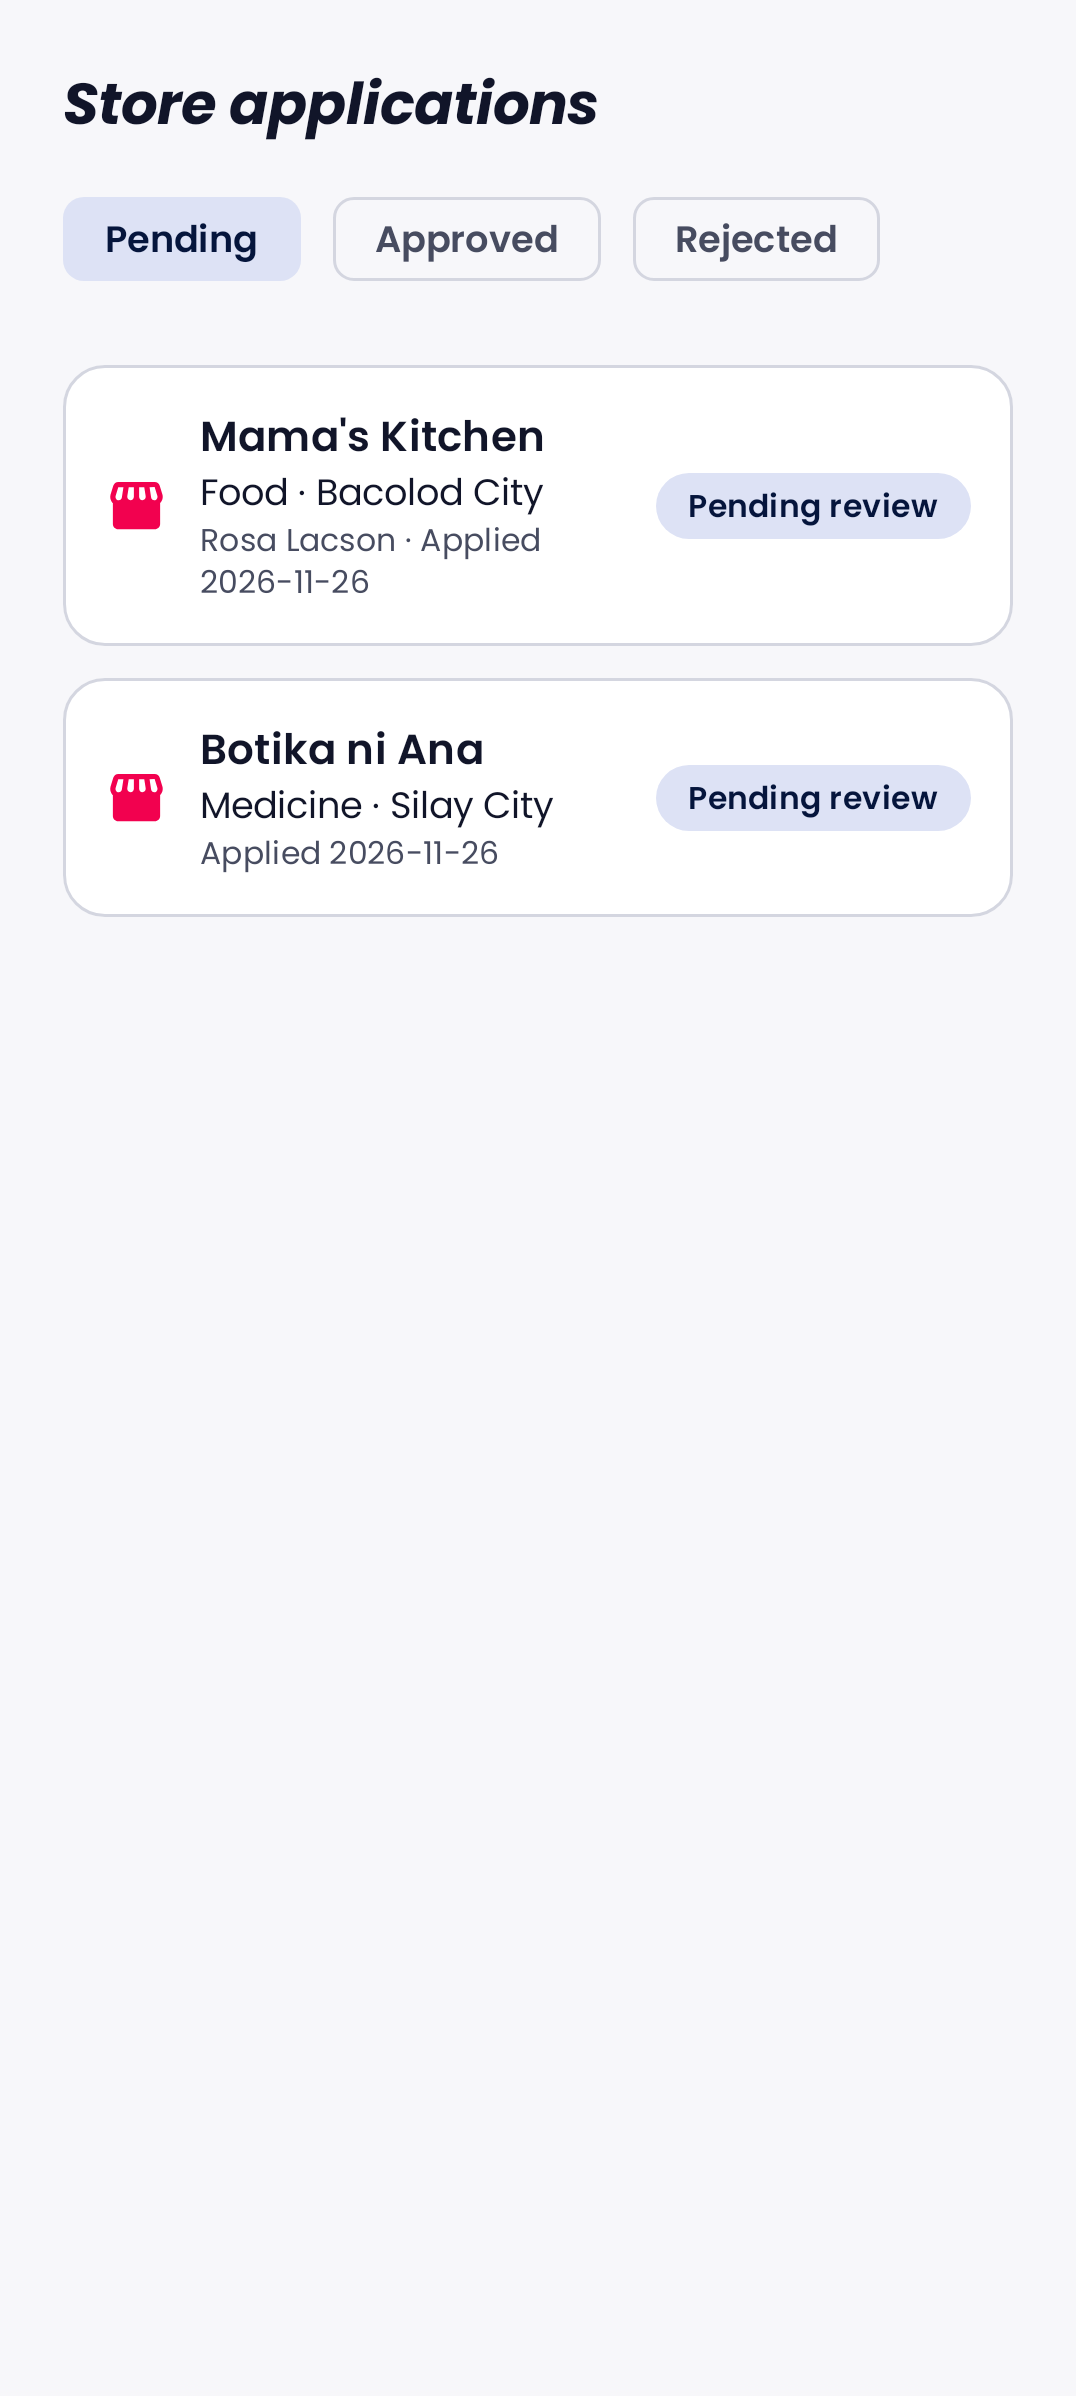 Store applications
Pending
Approved
Rejected
Mama's Kitchen
Food · Bacolod City
Rosa Lacson · Applied
2026-11-26
Pending review
Botika ni Ana
Medicine · Silay City
Applied 2026-11-26
Pending review